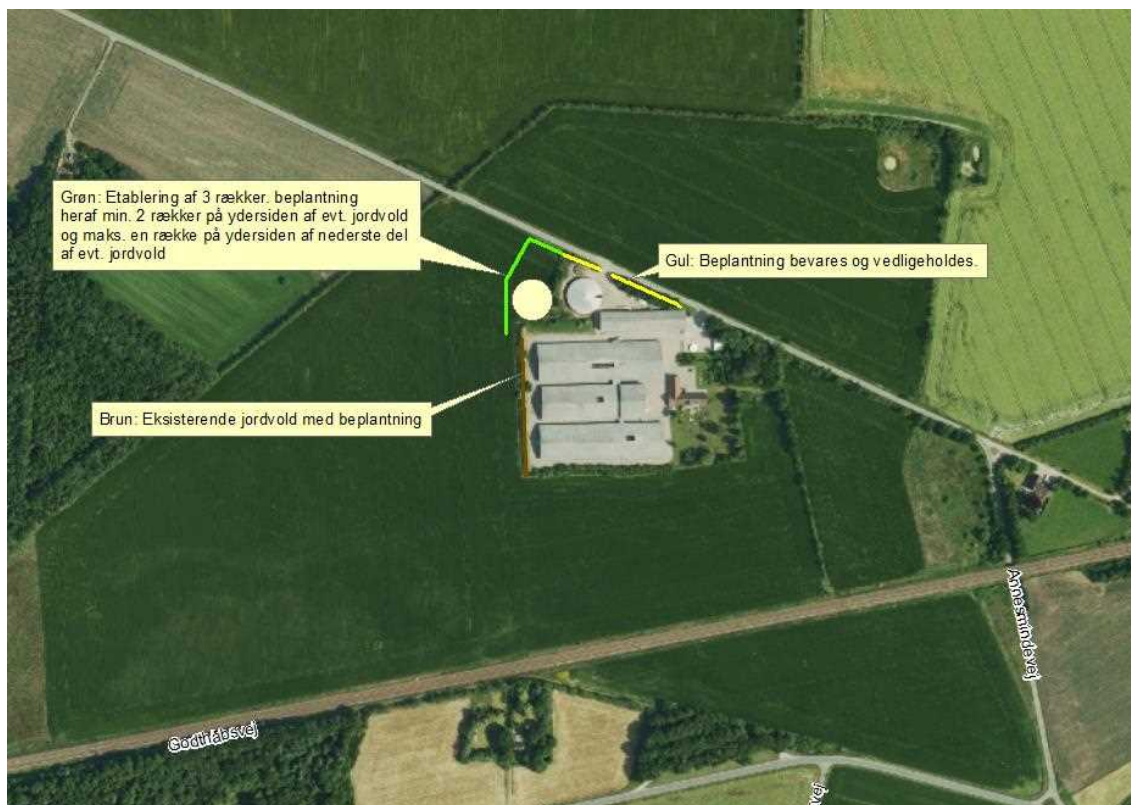 Grøn: Etablering af 3 rækker. beplantning
heraf min. 2 rækker på ydersiden af evt. jordvold
og maks. en række på ydersiden af nederste del
af evt. jordvold
Gul: Beplantning bevares og vedligeholdes.
Brun: Eksisterende jordvold med beplantning
Annesmindevej
Godthåbsvej
vej